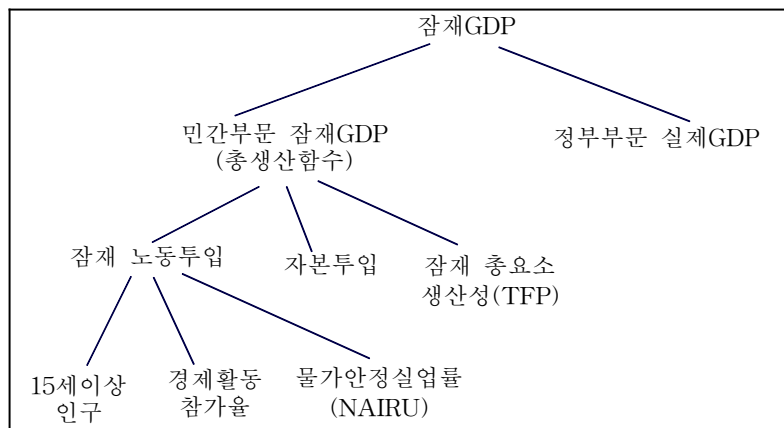 잠재GDP
민간부문 잠재GDP
(총생산함수)
정부부문 실제GDP
잠재 노동투입
자본투입
잠재 총요소
생산성(TFP)
15세이상
인구
경제활동
참가율
물가안정실업률
(NAIRU)